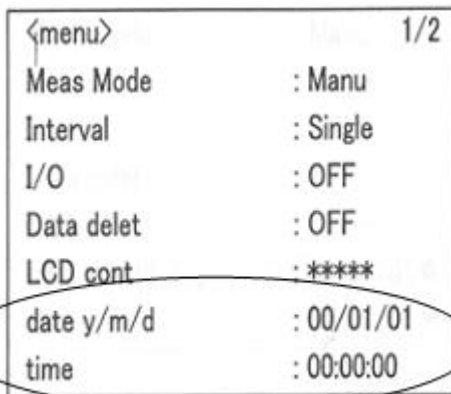 <menu> 1/2
Meas Mode : Manu
Interval : Single
I/O : OFF
Data delet : OFF
LCD cont : *****
date y/m/d : 00/01/01
time : 00:00:00